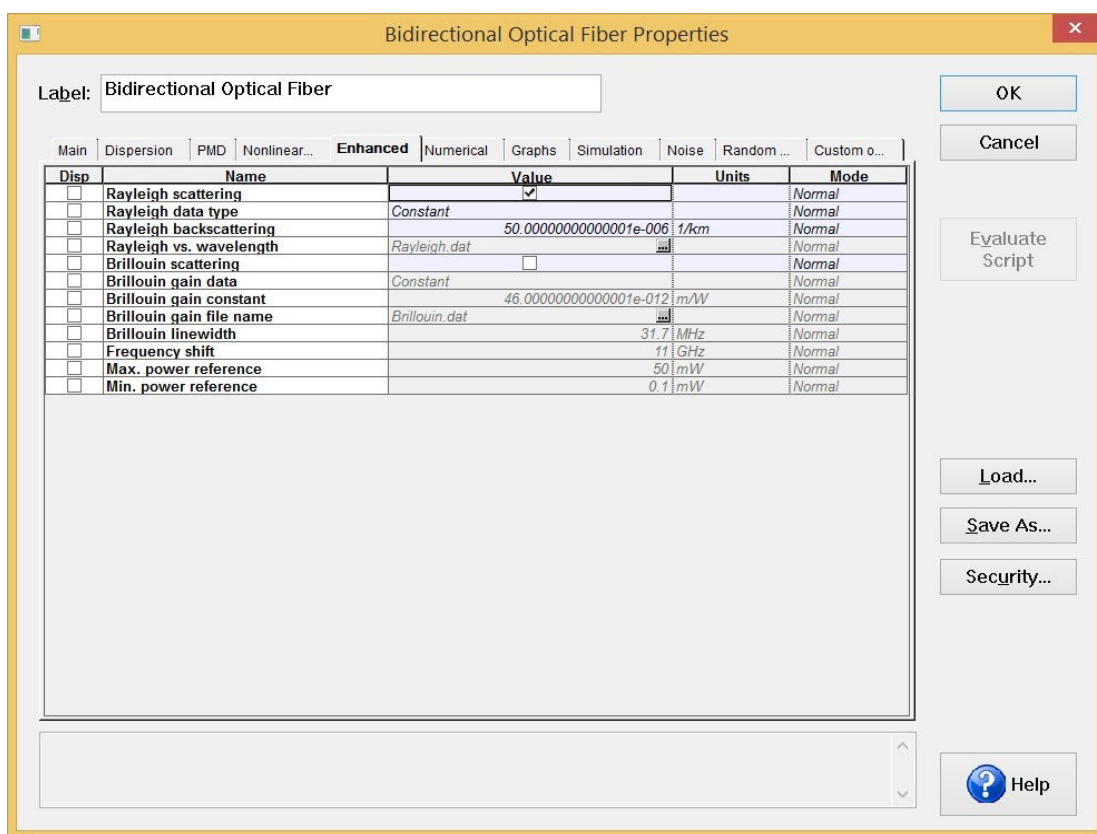 Bidirectional Optical Fiber Properties
Label: Bidirectional Optical Fiber
OK
Cancel
Main Dispersion PMD Nonlinear... Enhanced Numerical Graphs Simulation Noise Random ... Custom o...
Disp Name Value Units Mode
Rayleigh scattering Normal
Rayleigh data type Constant Normal
Rayleigh backscattering 50.00000000000001e-006 1/km Normal
Rayleigh vs. wavelength Rayleigh.dat ... Normal
Brillouin scattering Normal
Brillouin gain data Constant Normal
Brillouin gain constant 46.00000000000001e-012 m/W Normal
Brillouin gain file name Brillouin.dat ... Normal
Brillouin linewidth 31.7 MHz Normal
Frequency shift 11 GHz Normal
Max. power reference 50 mW Normal
Min. power reference 0.1 mW Normal
Evaluate
Script
Load...
Save As...
Security...
? Help